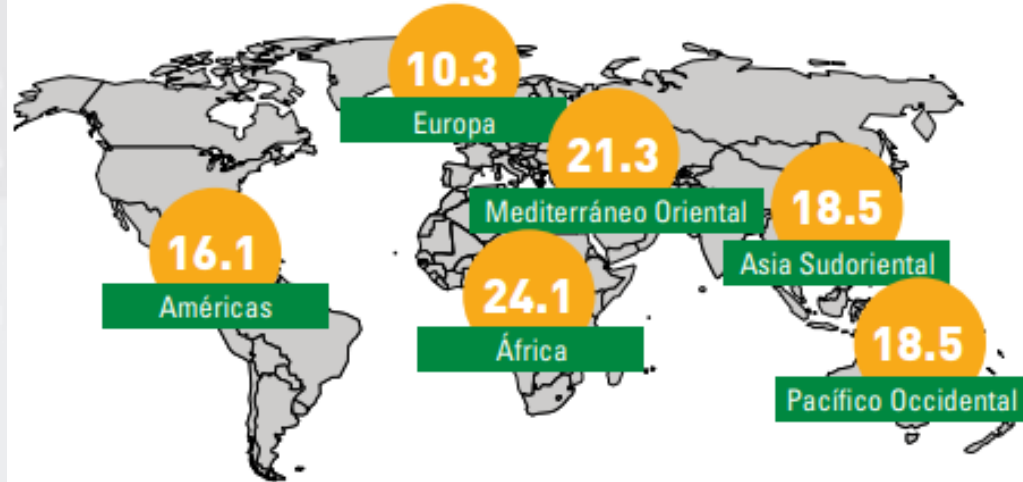 10.3
Europa
21.3
Mediterráneo Oriental
18.5
Asia Sudoriental
16.1
Américas
24.1
África
18.5
Pacífico Occidental